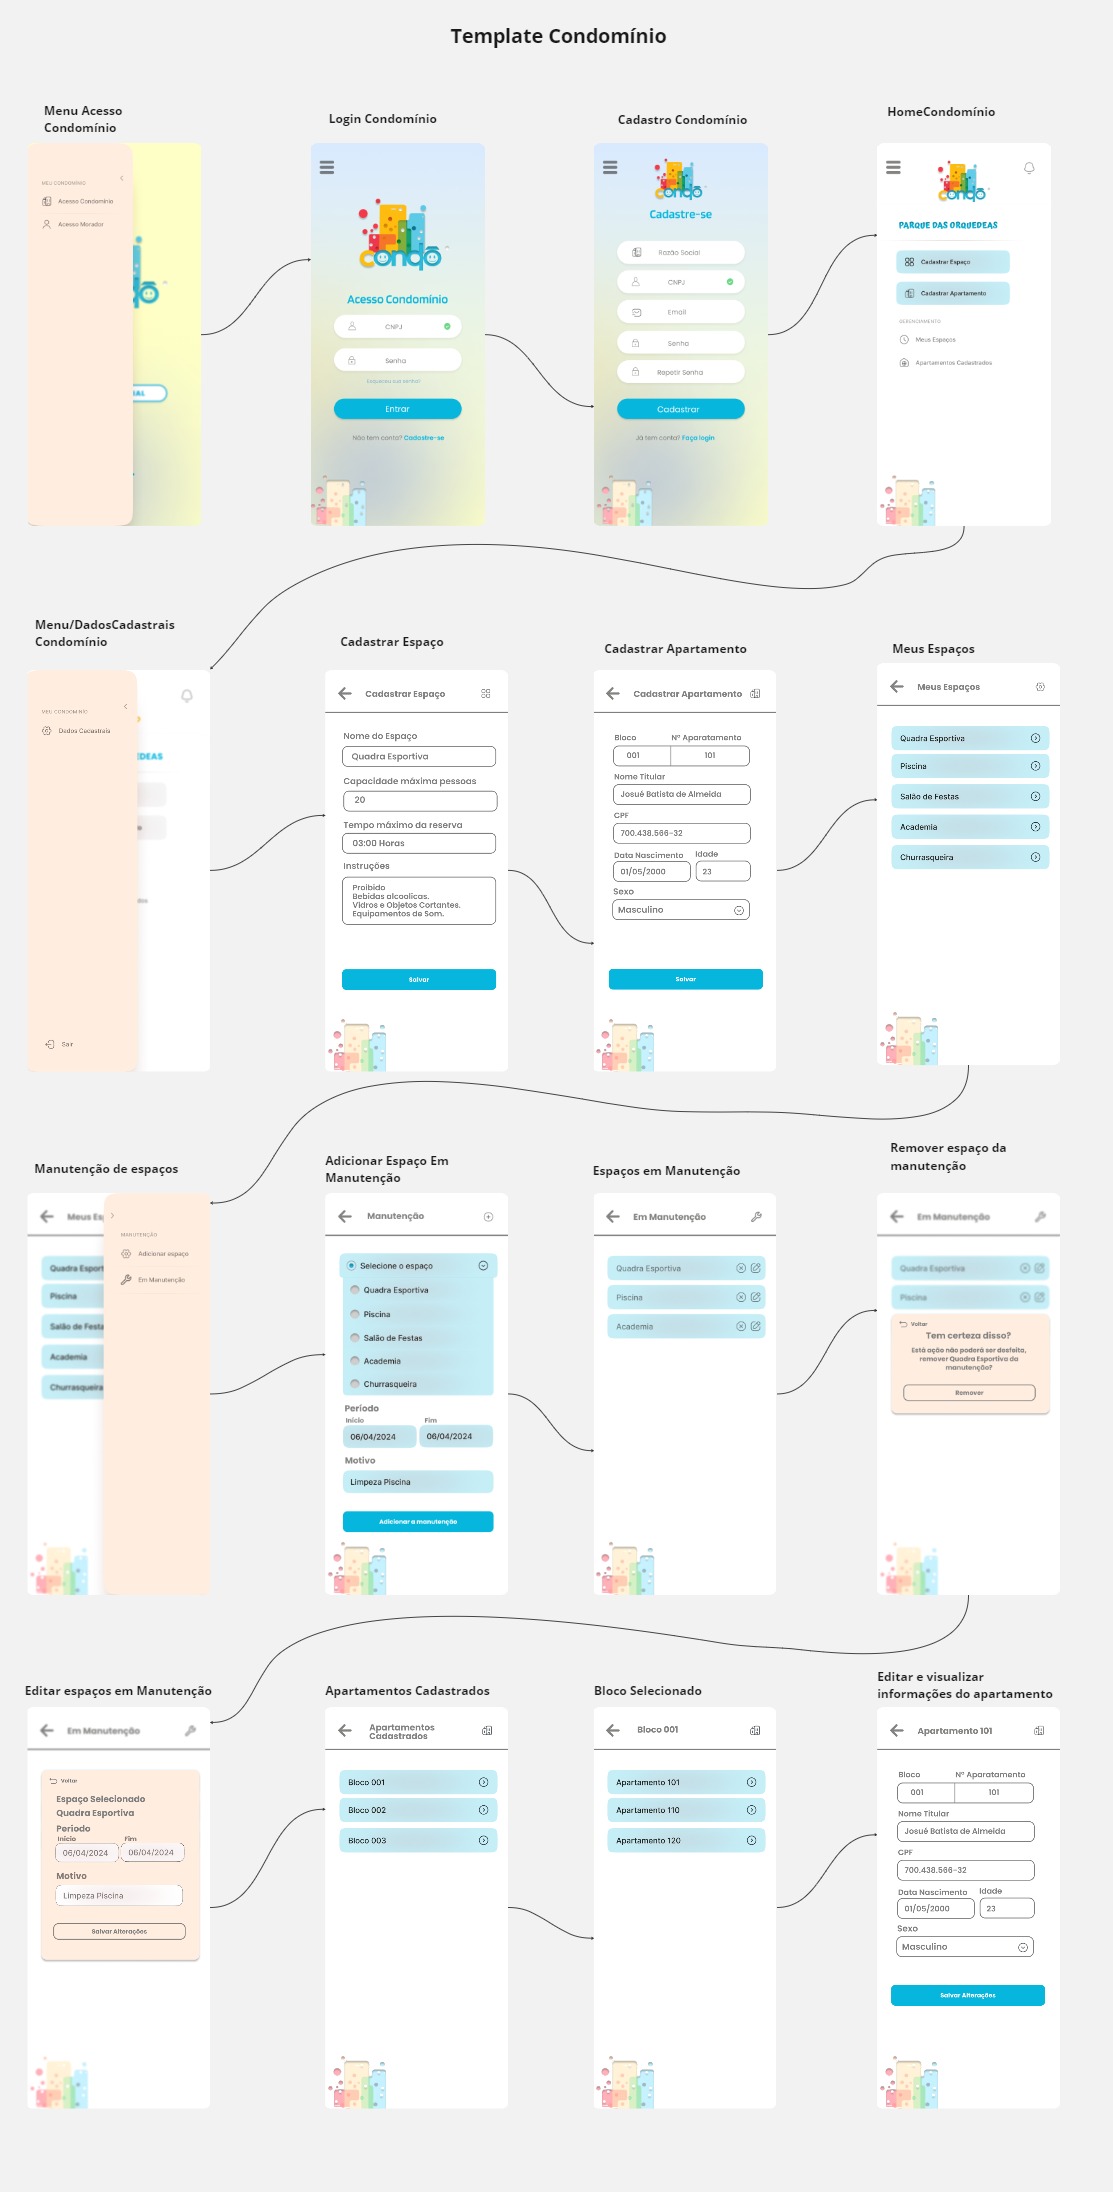 Template Condomínio
Menu Acesso
Condomínio
MEU CONDOMÍNIO
Acesso Condomínio
Acesso Morador
Login Condomínio
condô
Acesso Condomínio
CNPJ
Senha
Esqueceu sua senha?
Entrar
Não tem conta? Cadastre-se
Cadastro Condomínio
condô
Cadastre-se
Razão Social
CNPJ
Email
Senha
Repetir Senha
Cadastrar
Já tem conta? Faça login
HomeCondomínio
condô
PARQUE DAS ORQUEDEAS
Cadastrar Espaço
Cadastrar Apartamento
GERENCIAMENTO
Meus Espaços
Apartamentos Cadastrados
Menu/DadosCadastrais
Condomínio
MEU CONDOMINIO
Dados Cadastrais
EDEAS
Sair
Cadastrar Espaço
Cadastrar Espaço
Nome do Espaço
Quadra Esportiva
Capacidade máxima pessoas
20
Tempo máximo da reserva
03:00 Horas
Instruções
Proibido
Bebidas alcoolicas.
Vidros e Objetos Cortantes.
Equipamentos de Som.
Salvar
Cadastrar Apartamento
Cadastrar Apartamento
Bloco Nº Aparatamento
001 101
Nome Titular
Josué Batista de Almeida
CPF
700.438.566-32
Data Nascimento Idade
01/05/2000 23
Sexo
Masculino
Salvar
Meus Espaços
Meus Espaços
Quadra Esportiva
Piscina
Salão de Festas
Academia
Churrasqueira
Manutenção de espaços
Meus Es
Quadra Esport
Piscina
Salão de Festa
Academia
Churrasqueira
MANUTENÇÃO
Adicionar espaço
Em Manutenção
Adicionar Espaço Em
Manutenção
Manutenção
Selecione o espaço
Quadra Esportiva
Piscina
Salão de Festas
Academia
Churrasqueira
Período
Início Fim
06/04/2024 06/04/2024
Motivo
Limpeza Piscina
Adicionar a manutenção
Espaços em Manutenção
Em Manutenção
Quadra Esportiva
Piscina
Academia
Remover espaço da
manutenção
Em Manutenção
Quadra Esportiva
Piscina
Voltar
Tem certeza disso?
Está ação não poderá ser desfeita,
remover Quadra Esportiva da
manutenção?
Remover
Editar espaços em Manutenção
Em Manutenção
Voltar
Espaço Selecionado
Quadra Esportiva
Período
Início Fim
06/04/2024 06/04/2024
Motivo
Limpeza Piscina
Salvar Alterações
Apartamentos Cadastrados
Apartamentos
Cadastrados
Bloco 001
Bloco 002
Bloco 003
Bloco Selecionado
Bloco 001
Apartamento 101
Apartamento 110
Apartamento 120
Editar e visualizar
informações do apartamento
Apartamento 101
Bloco Nº Aparatamento
001 101
Nome Titular
Josué Batista de Almeida
CPF
700.438.566-32
Data Nascimento Idade
01/05/2000 23
Sexo
Masculino
Salvar Alterações